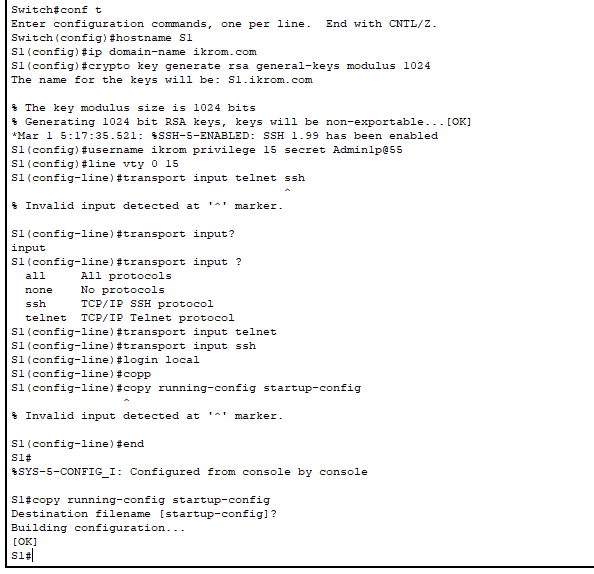 Switch#conf t
Enter configuration commands, one per line.  End with CNTL/Z.
Switch(config)#hostname S1
S1(config)#ip domain-name ikrom.com
S1(config)#crypto key generate rsa general-keys modulus 1024
The name for the keys will be: S1.ikrom.com

% The key modulus size is 1024 bits
% Generating 1024 bit RSA keys, keys will be non-exportable...[OK]
*Mar 1 5:17:35.521: %SSH-5-ENABLED: SSH 1.99 has been enabled
S1(config)#username ikrom privilege 15 secret Adm1p@55
S1(config)#line vty 0 15
S1(config-line)#transport input telnet ssh
                                       ^
% Invalid input detected at '^' marker.

S1(config-line)#transport input?
input
S1(config-line)#transport input ?
  all     All protocols
  none    No protocols
  ssh     TCP/IP SSH protocol
  telnet  TCP/IP Telnet protocol
S1(config-line)#transport input telnet
S1(config-line)#transport input ssh
S1(config-line)#login local
S1(config-line)#copp
S1(config-line)#copy running-config startup-config
                ^
% Invalid input detected at '^' marker.

S1(config-line)#end
S1#
%SYS-5-CONFIG_I: Configured from console by console

S1#copy running-config startup-config
Destination filename [startup-config]?
Building configuration...
[OK]
S1#